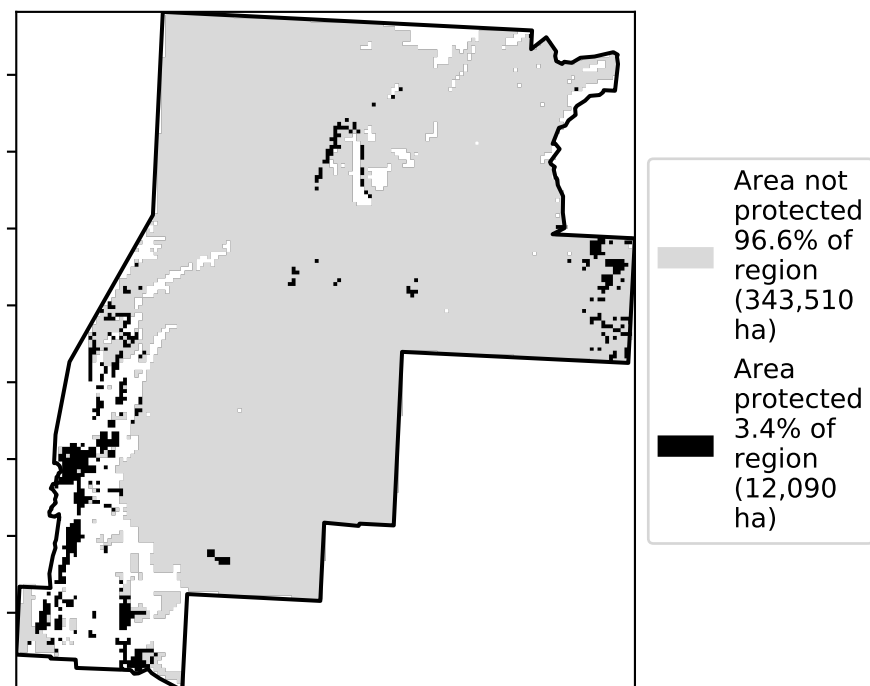 Area not
protected
96.6% of
region
(343,510
ha)
Area
protected
3.4% of
region
(12,090
ha)